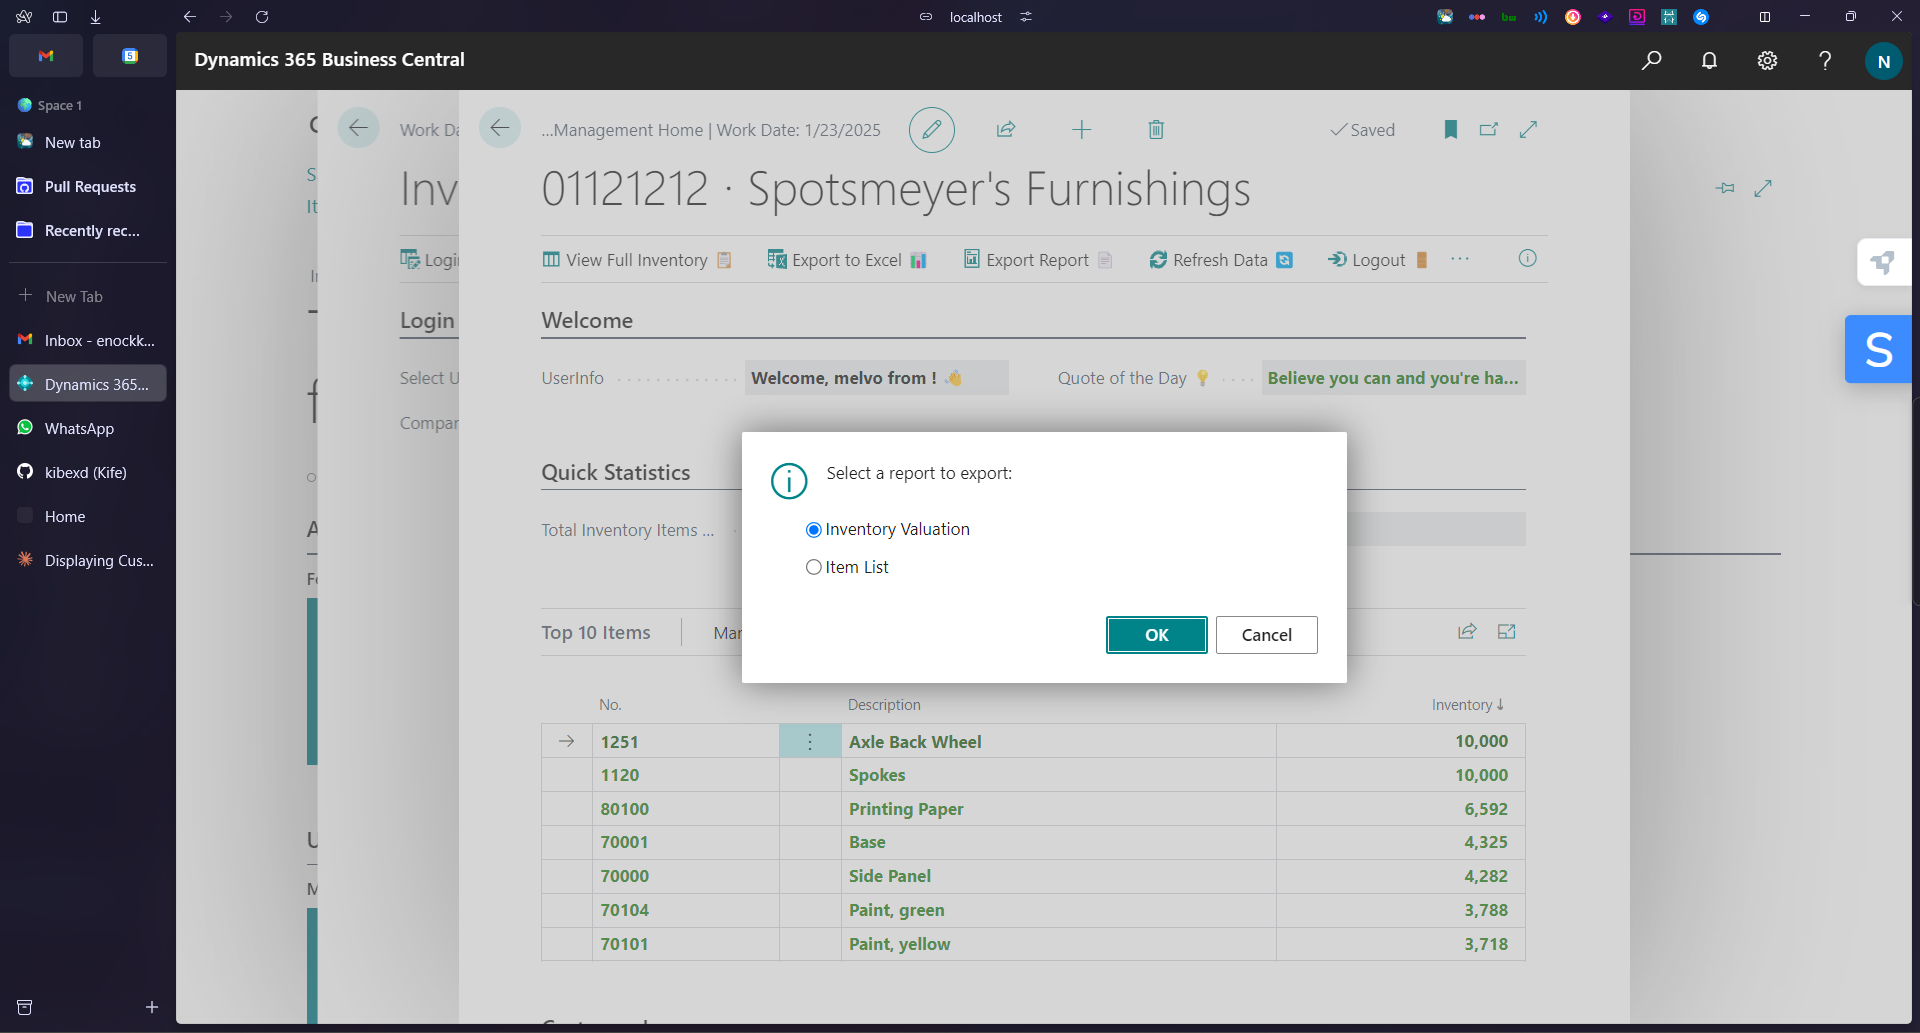 localhost
Dynamics 365 Business Central
N
5
Space 1
New tab
Pull Requests
Recently rec...
New Tab
Inbox - enockk...
Dynamics 365...
WhatsApp
kibexd (Kife)
Home
Displaying Cus...
Work Da
...Management Home | Work Date: 1/23/2025
Saved
Inv
01121212 · Spotsmeyer's Furnishings
Login
View Full Inventory
Export to Excel
Export Report
Refresh Data
Logout
S
Login
Welcome
Select U
UserInfo
Welcome, melvo from ! 👋
Quote of the Day 💡
Believe you can and you're ha...
Compar
Quick Statistics
Total Inventory Items ...
Select a report to export:
Inventory Valuation
Item List
OK
Cancel
Top 10 Items
Mar
No.
Description
Inventory ↓
1251
Axle Back Wheel
10,000
1120
Spokes
10,000
80100
Printing Paper
6,592
70001
Base
4,325
70000
Side Panel
4,282
70104
Paint, green
3,788
70101
Paint, yellow
3,718